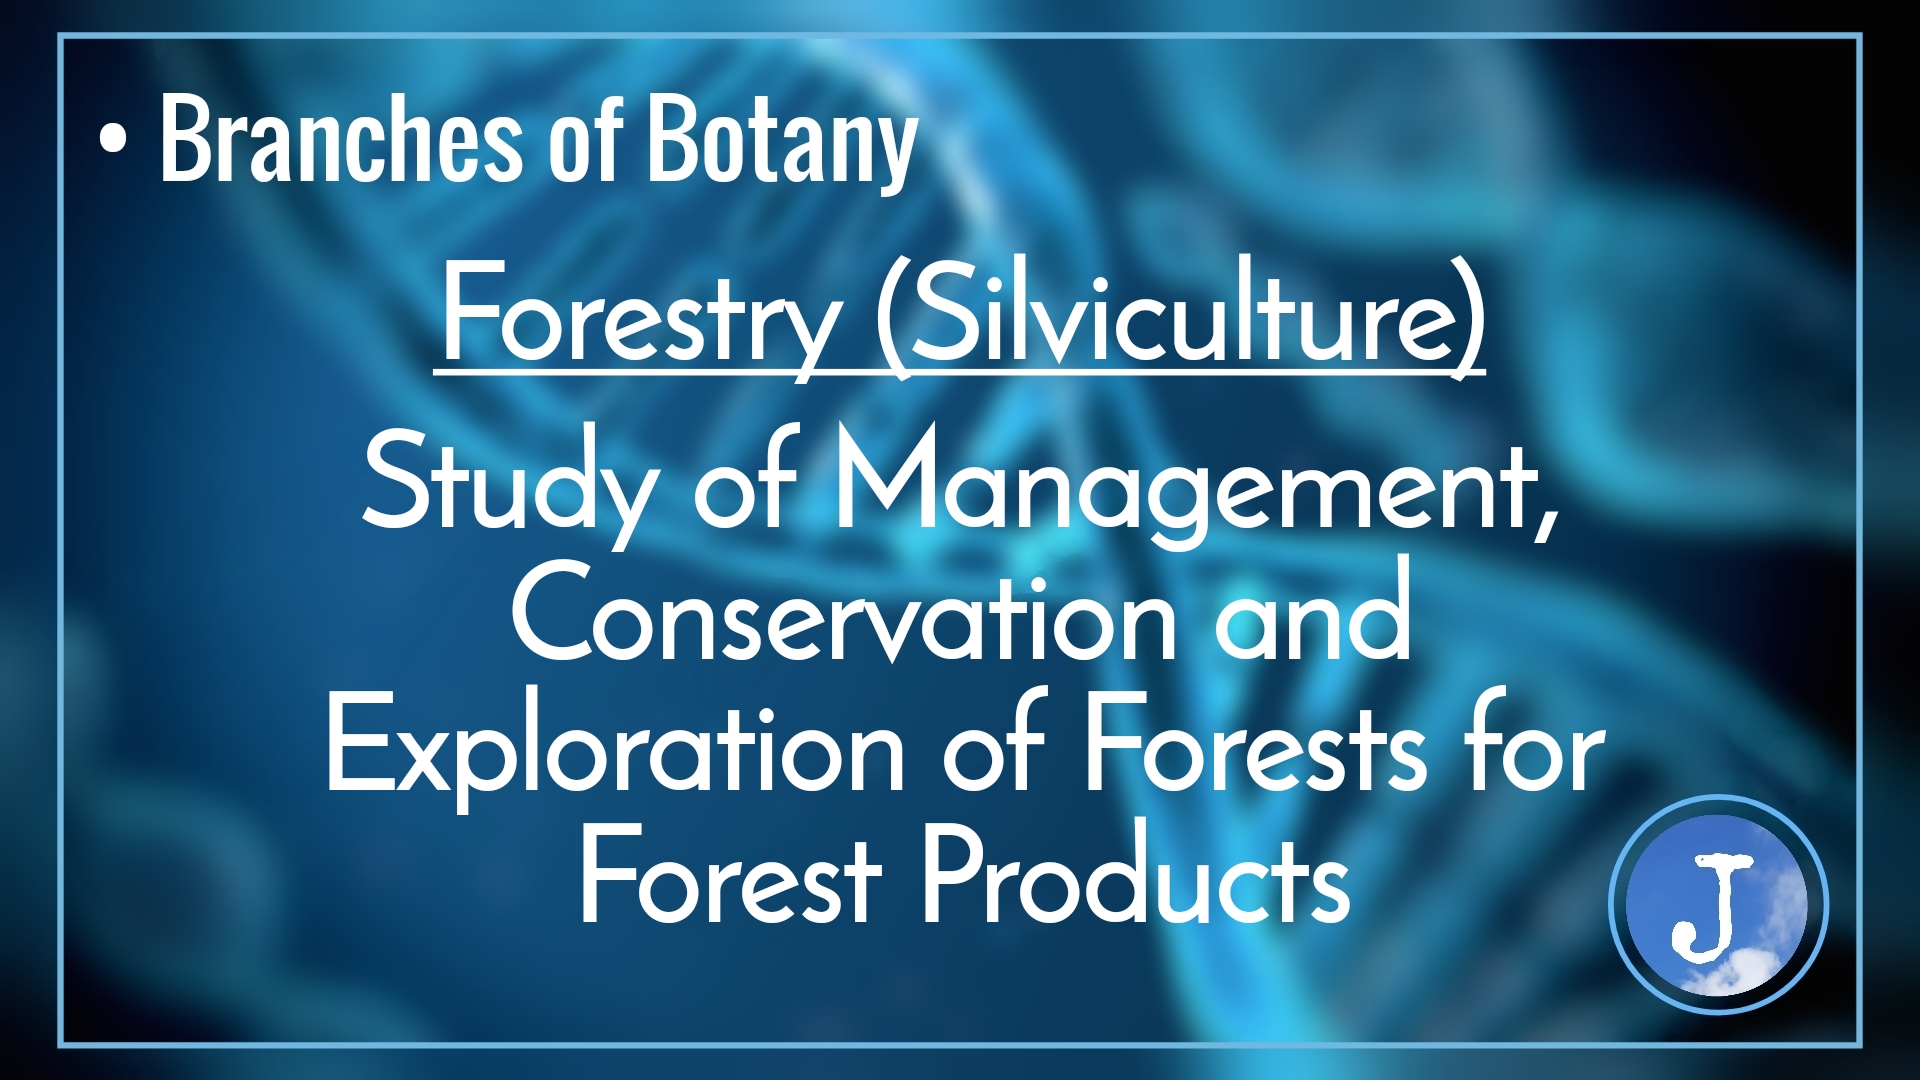 • Branches of Botany
Forestry (Silviculture)
Study of Management,
Conservation and
Exploration of Forests for
Forest Products
J